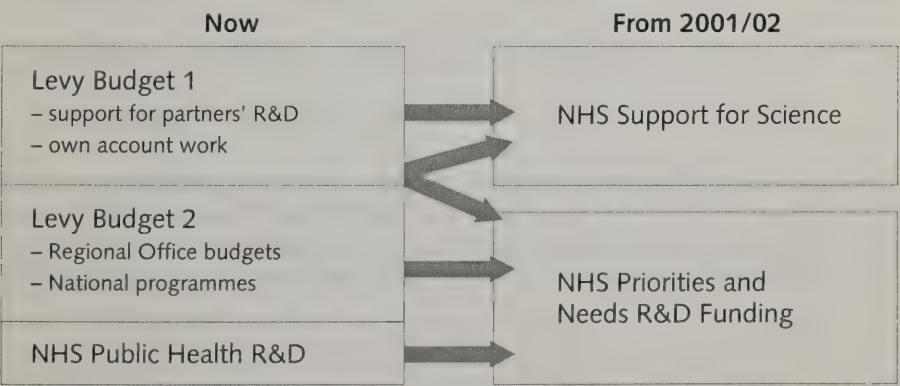 Now
From 2001/02
Levy Budget 1
– support for partners' R&D
– own account work
NHS Support for Science
Levy Budget 2
– Regional Office budgets
– National programmes
NHS Priorities and
Needs R&D Funding
NHS Public Health R&D